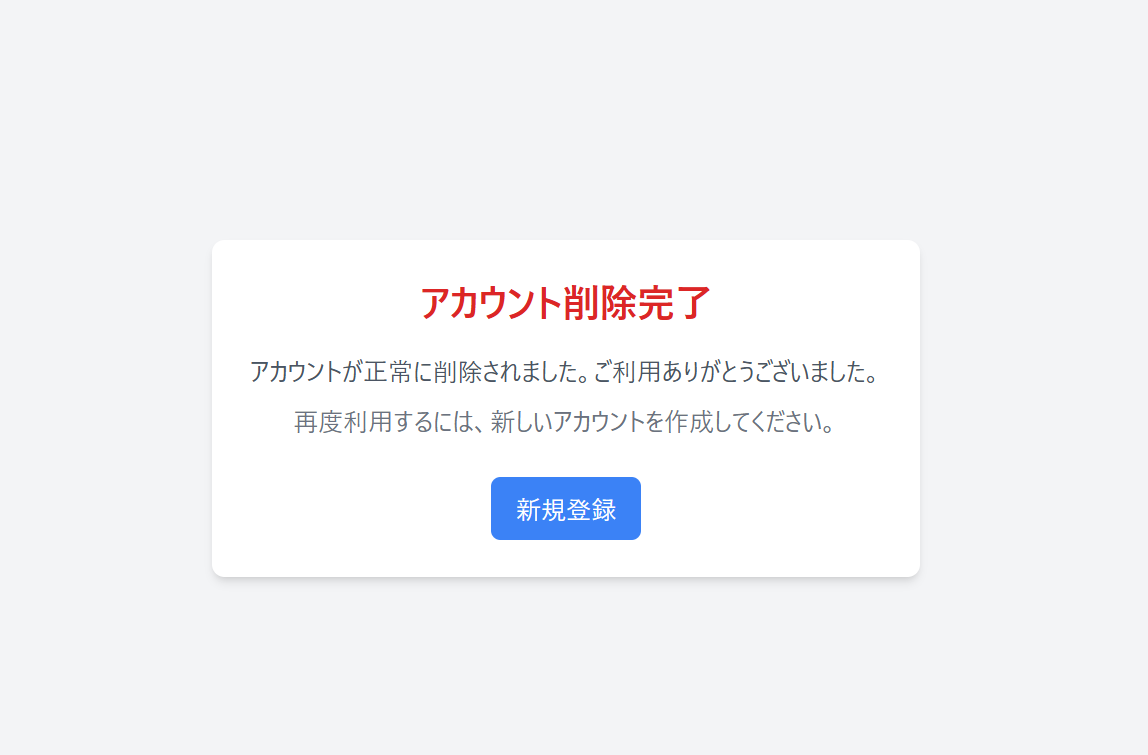 アカウント削除完了
アカウントが正常に削除されました。ご利用ありがとうございました。
再度利用するには、新しいアカウントを作成してください。
新規登録